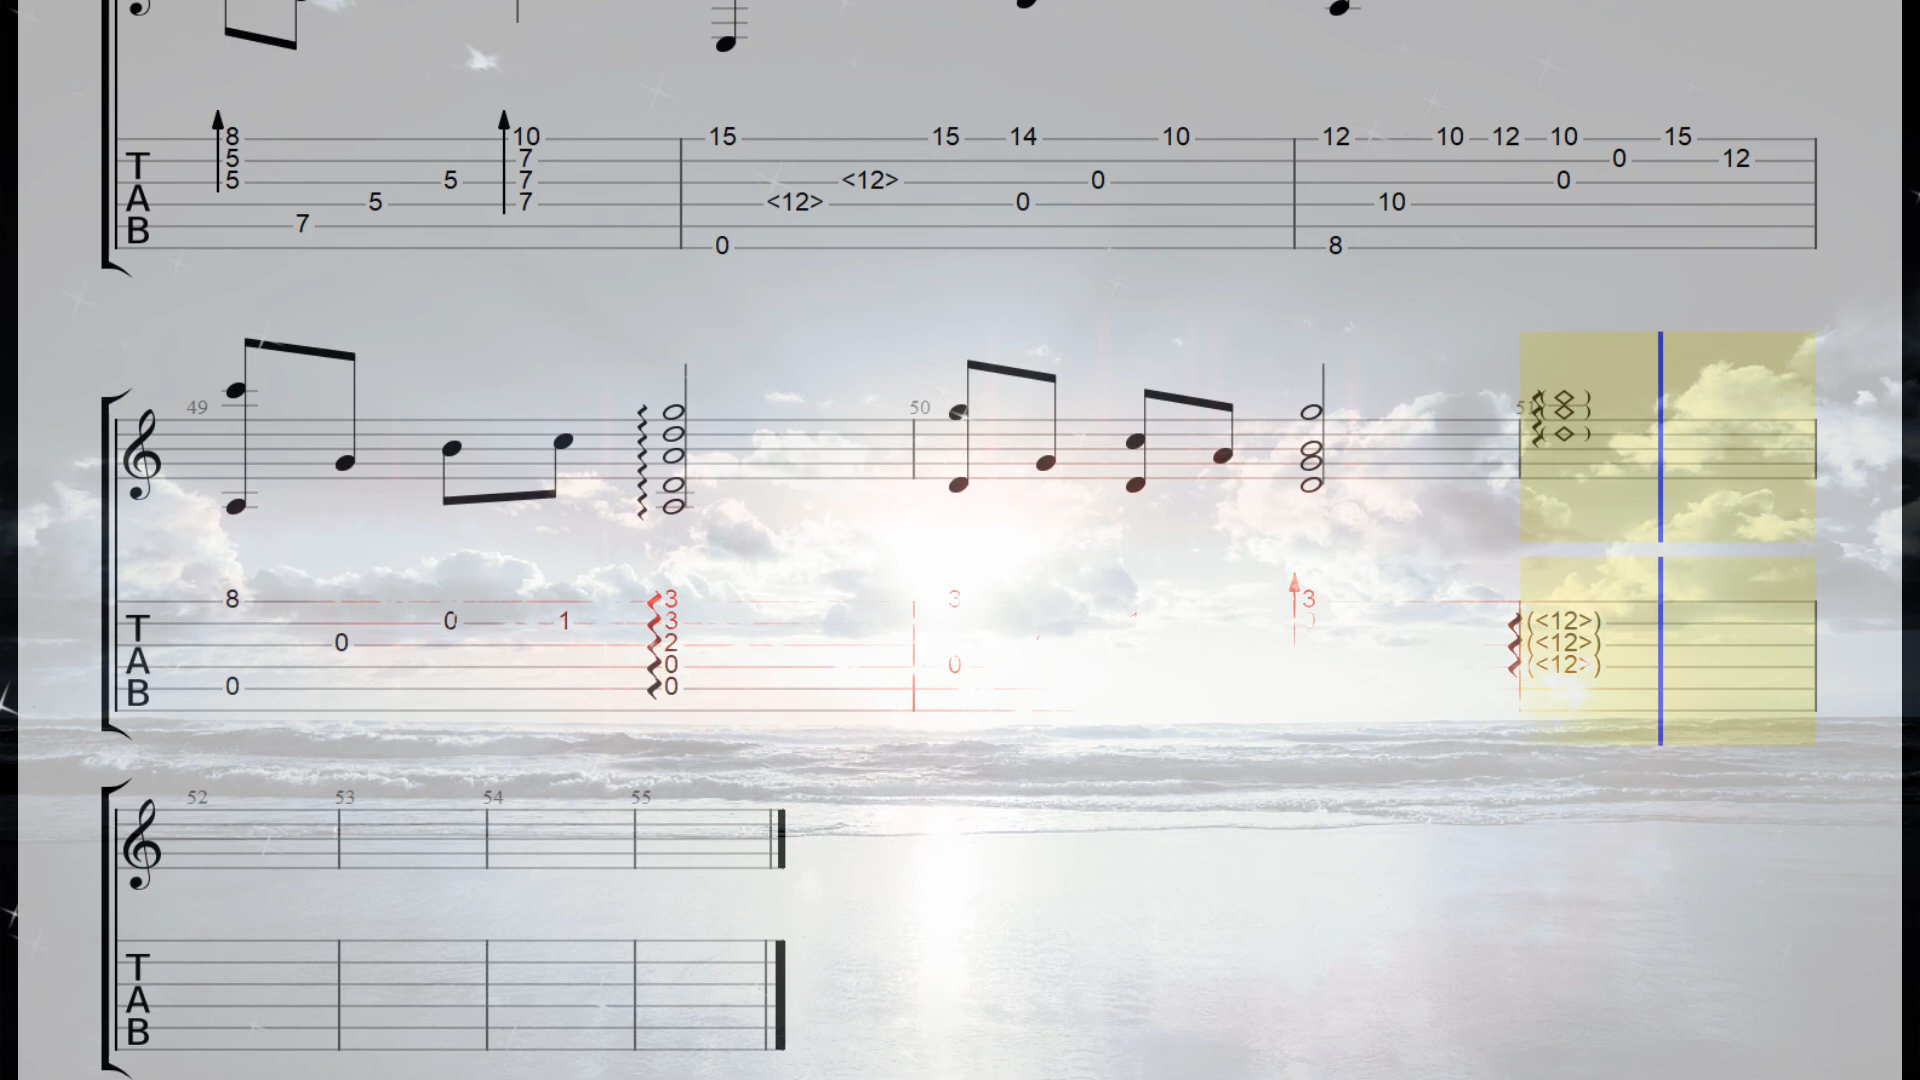 8 10 15 15 14 10 12 10 12 10 15
T 5 7 0 12
5 5 7 <12> 0 0
A 5 7 <12> 0 10
B 7
0 8
49 50 51
8 3 3 3
T 0 1 3 (<12>)
0 2 (<12>)
A 0 0 (<12>)
B 0 0
52 53 54 55
T
A
B